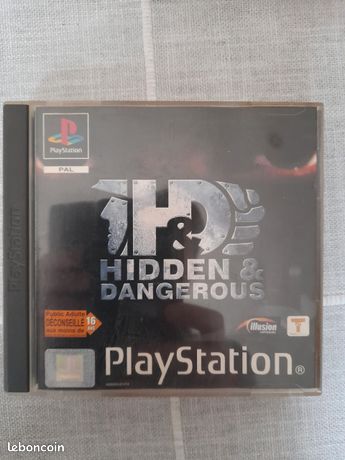 PlayStation
PAL
PlayStation
H&D
HIDDEN &
DANGEROUS
Public Adulte
DÉCONSEILLÉ
aux moins de
16
ans
illusion
T
PlayStation®
leboncoin